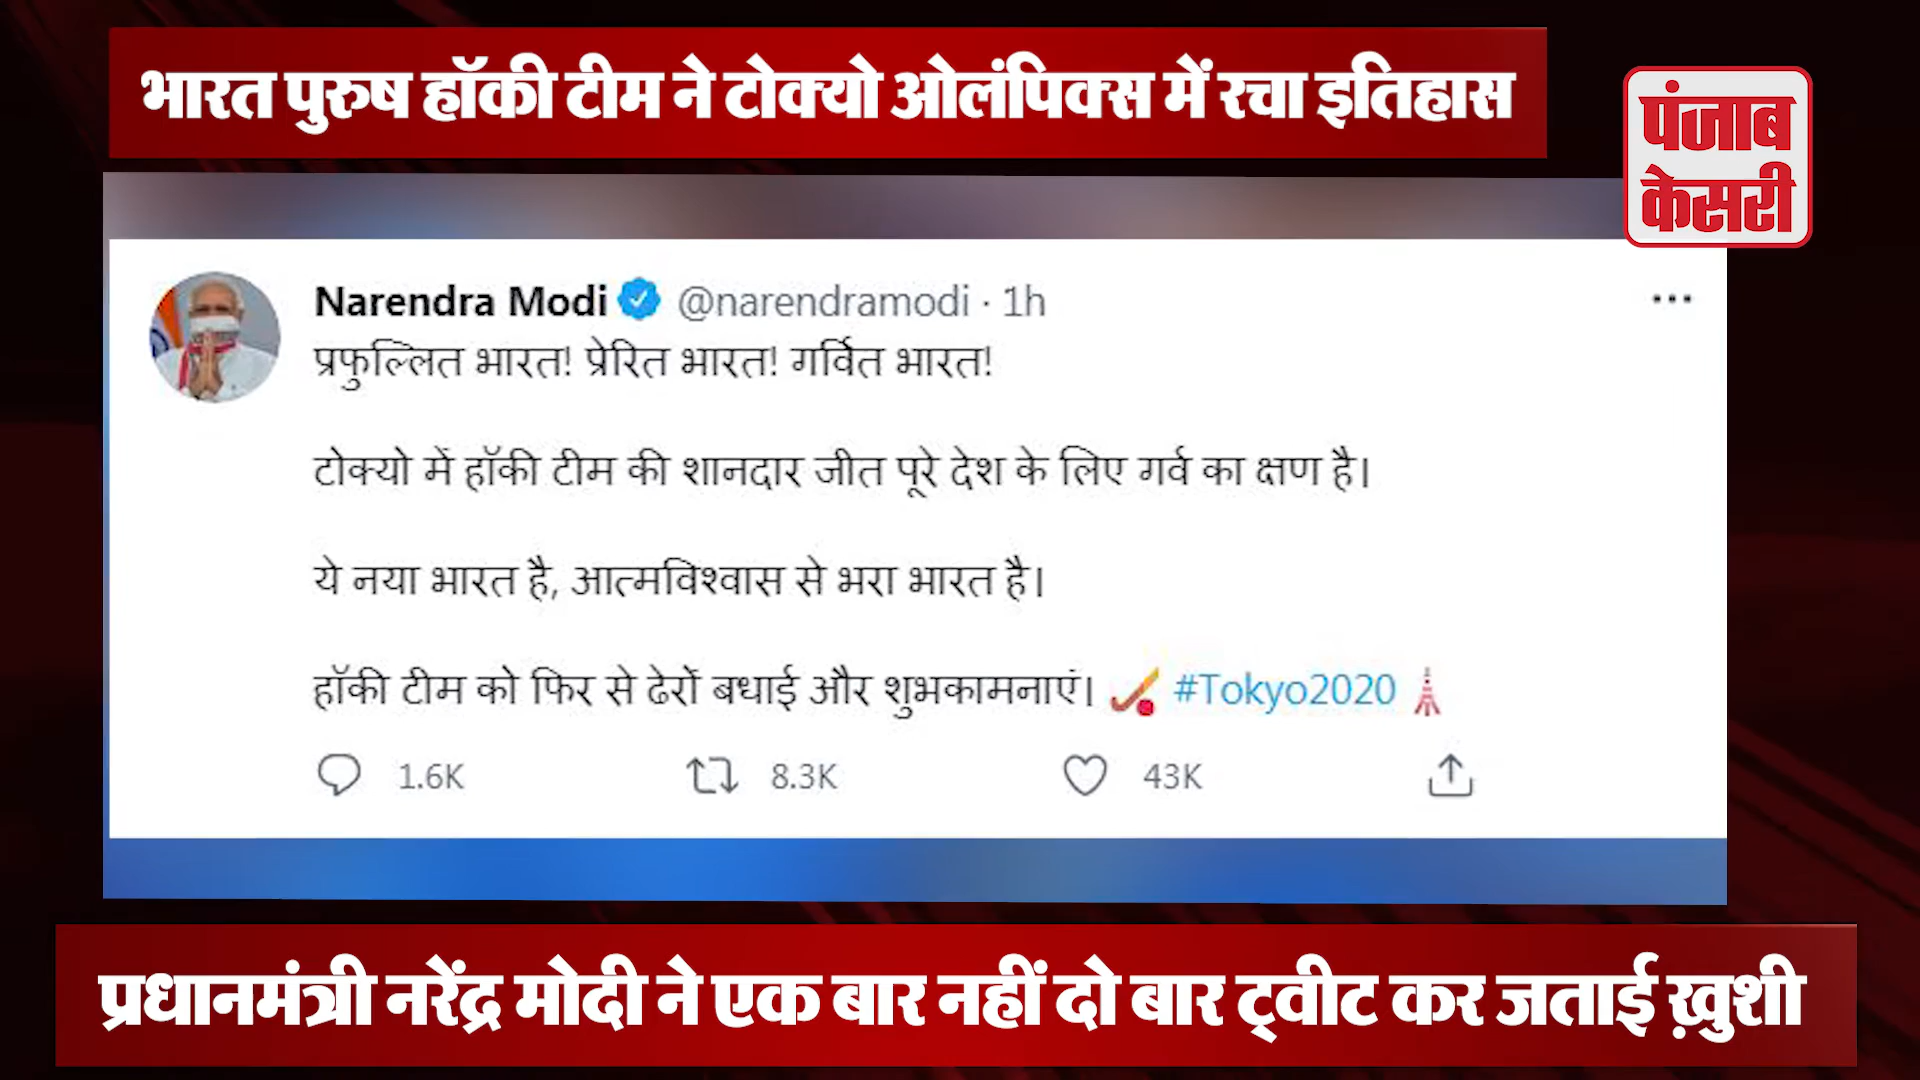 भारत पुरुष हॉकी टीम ने टोक्यो ओलंपिक्स में रचा इतिहास
पंजाब
केसरी
Narendra Modi @narendramodi · 1h
प्रफुल्लित भारत! प्रेरित भारत! गर्वित भारत!
टोक्यो में हॉकी टीम की शानदार जीत पूरे देश के लिए गर्व का क्षण है।
ये नया भारत है, आत्मविश्वास से भरा भारत है।
हॉकी टीम को फिर से ढेरों बधाई और शुभकामनाएं। 🏑 #Tokyo2020
1.6K 8.3K 43K
प्रधानमंत्री नरेंद्र मोदी ने एक बार नहीं दो बार ट्वीट कर जताई ख़ुशी